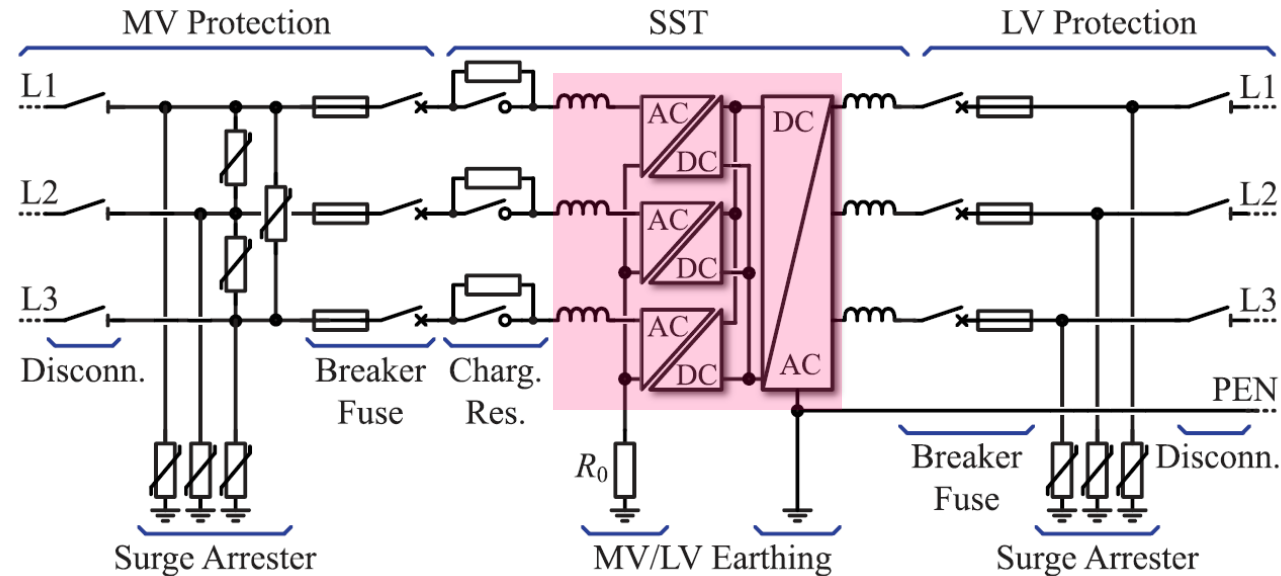 MV Protection
SST
LV Protection
L1
AC
DC
DC
L1
L2
AC
DC
L2
L3
AC
DC
L3
AC
Disconn.
Breaker
Fuse
Charg.
Res.
PEN
R0
Breaker
Fuse
Disconn.
Surge Arrester
MV/LV Earthing
Surge Arrester